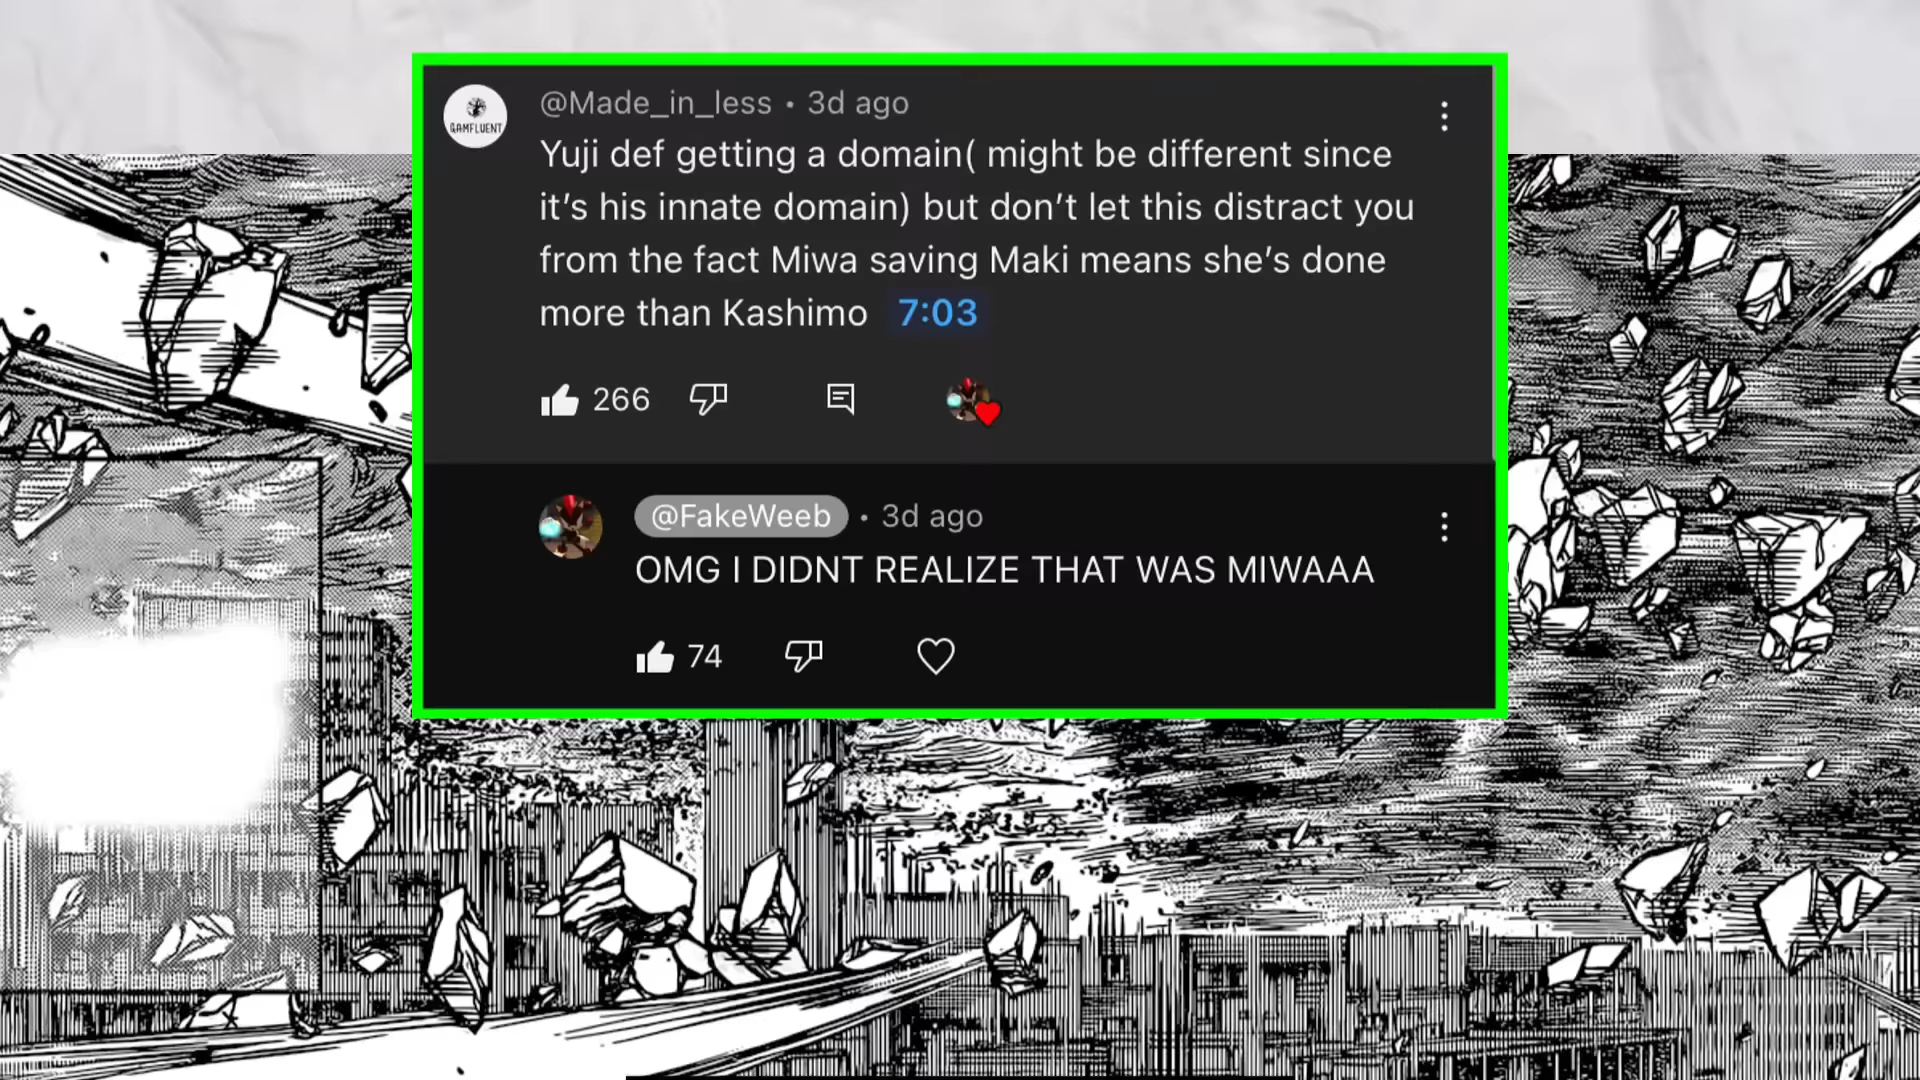 GAMFLUENT
@Made_in_less • 3d ago
Yuji def getting a domain( might be different since
it’s his innate domain) but don’t let this distract you
from the fact Miwa saving Maki means she’s done
more than Kashimo 7:03
266
@FakeWeeb • 3d ago
OMG I DIDNT REALIZE THAT WAS MIWAAA
74